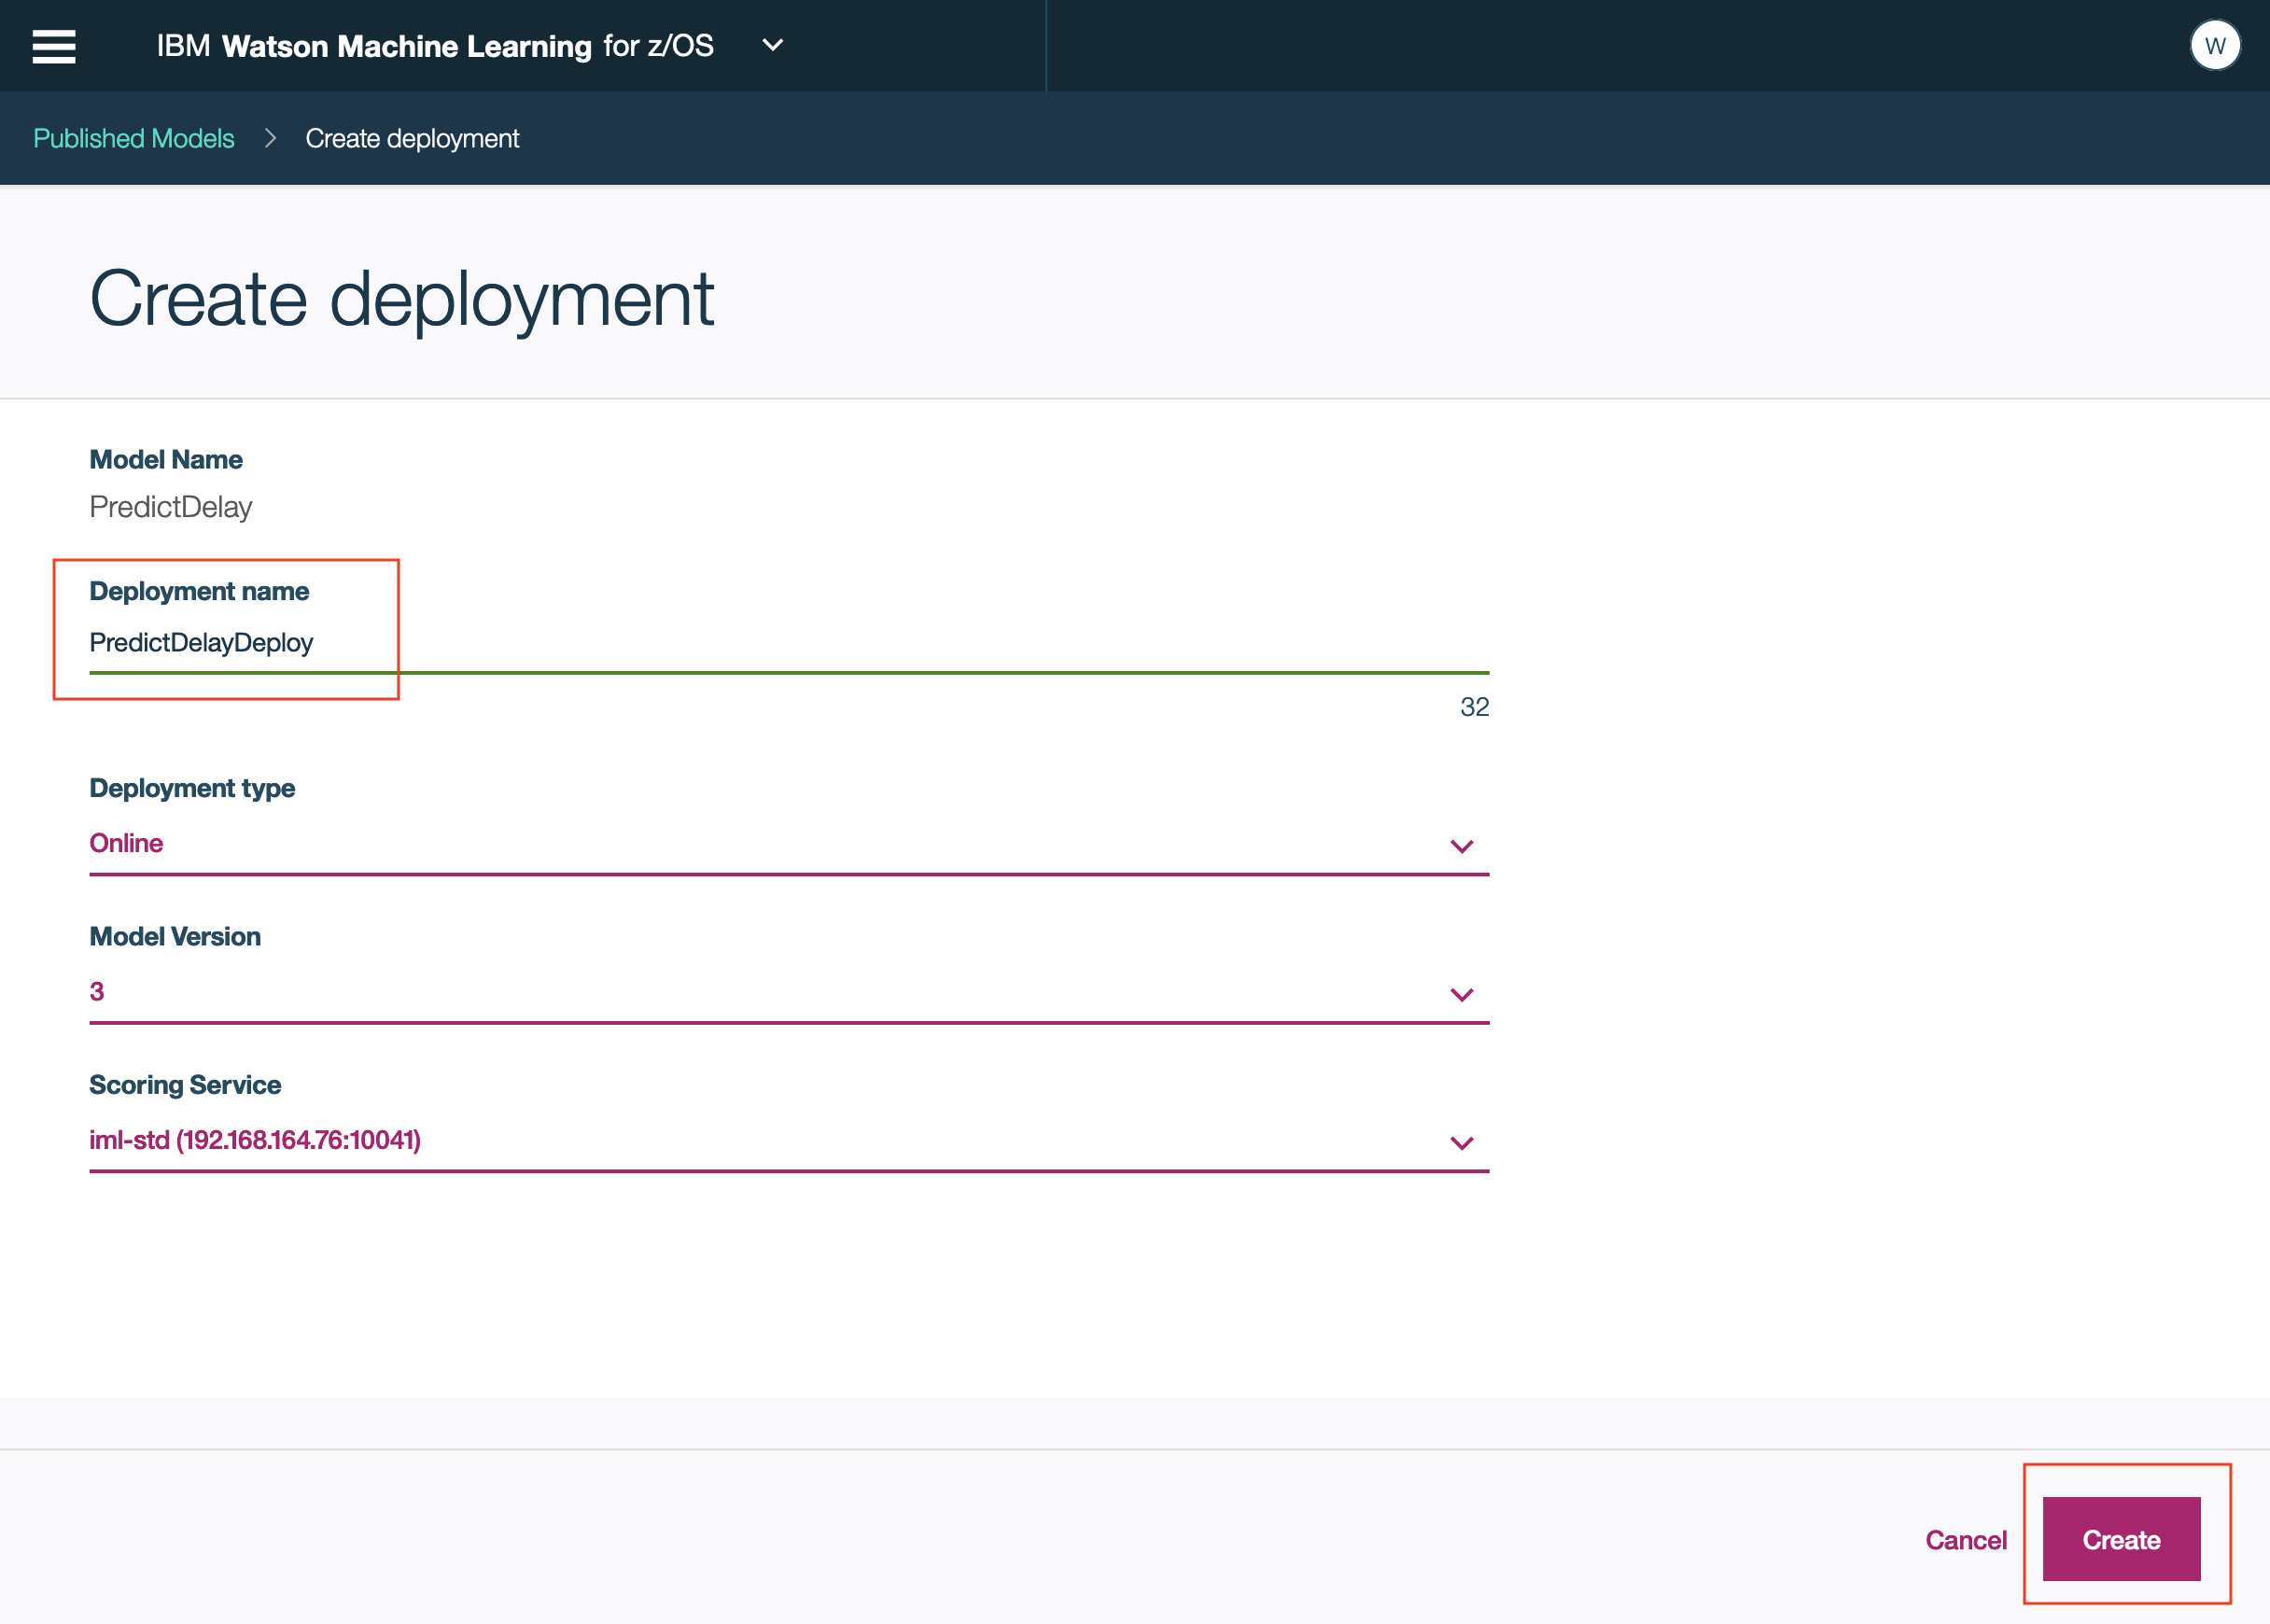 IBM Watson Machine Learning for z/OS
W
Published Models > Create deployment
Create deployment
Model Name
PredictDelay
Deployment name
PredictDelayDeploy
32
Deployment type
Online
Model Version
3
Scoring Service
iml-std (192.168.164.76:10041)
Cancel
Create